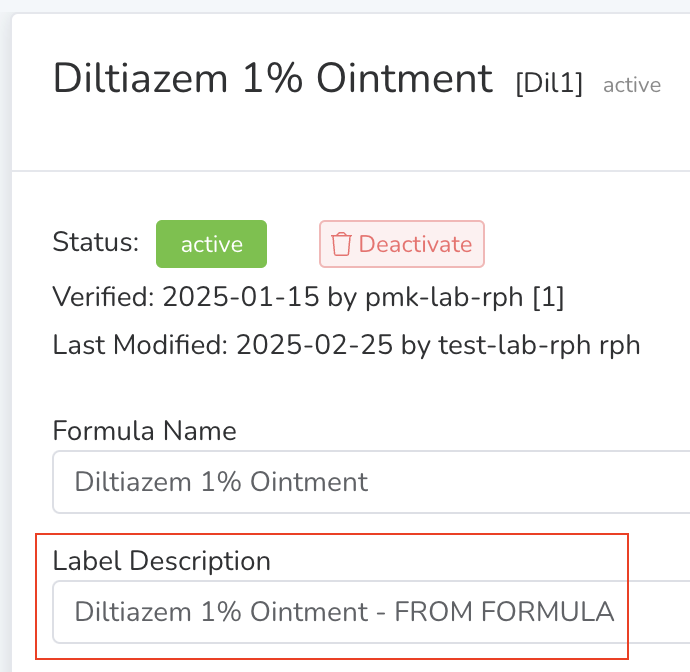 Diltiazem 1% Ointment [Dil1] active
Status: active Deactivate
Verified: 2025-01-15 by pmk-lab-rph [1]
Last Modified: 2025-02-25 by test-lab-rph rph
Formula Name
Diltiazem 1% Ointment
Label Description
Diltiazem 1% Ointment - FROM FORMULA